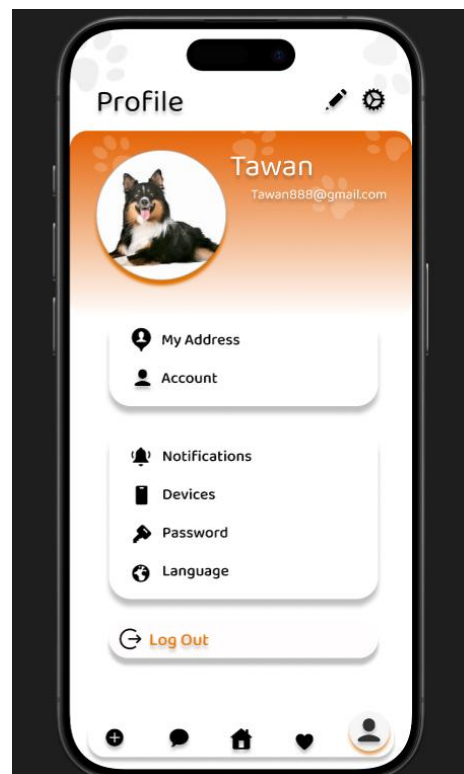 Profile
Tawan
Tawan888@gmail.com
My Address
Account
Notifications
Devices
Password
Language
Log Out